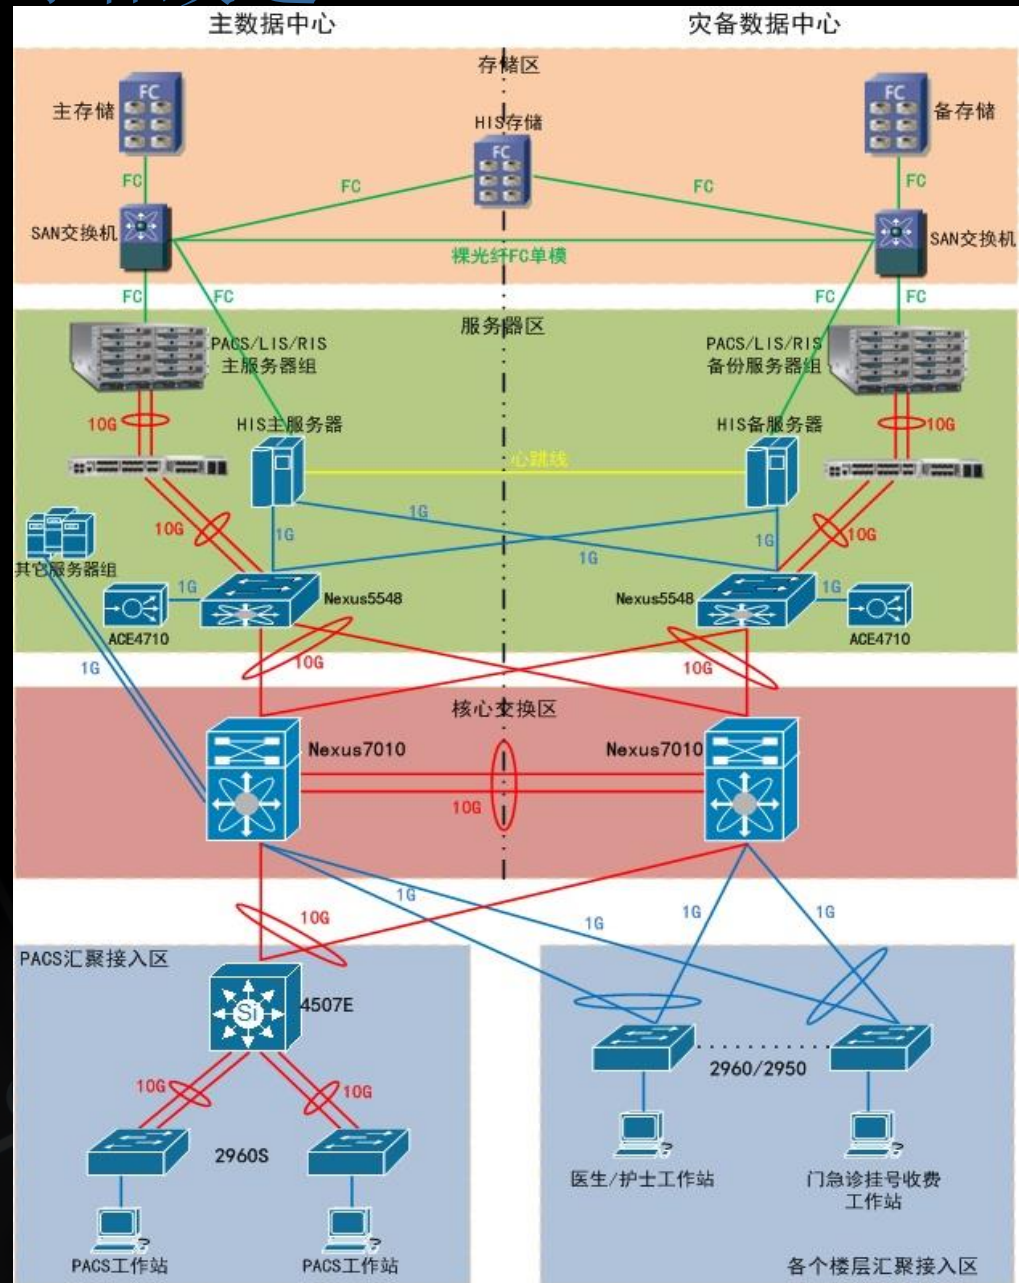 主数据中心
灾备数据中心
存储区
主存储
FC
HIS存储
FC
FC
备存储
FC
FC
FC
FC
SAN交换机
裸光纤FC单模
SAN交换机
FC
FC
FC
FC
服务器区
PACS/LIS/RIS
主服务器组
PACS/LIS/RIS
备份服务器组
10G
HIS主服务器
HIS备服务器
10G
心跳线
1G
10G
1G
1G
1G
10G
其它服务器组
1G
Nexus5548
Nexus5548
1G
ACE4710
ACE4710
1G
10G
10G
核心交换区
Nexus7010
Nexus7010
10G
1G
10G
1G
1G
1G
PACS汇聚接入区
Si
4507E
2960/2950
10G
10G
2960S
医生/护士工作站
门急诊挂号收费
工作站
PACS工作站
PACS工作站
各个楼层汇聚接入区